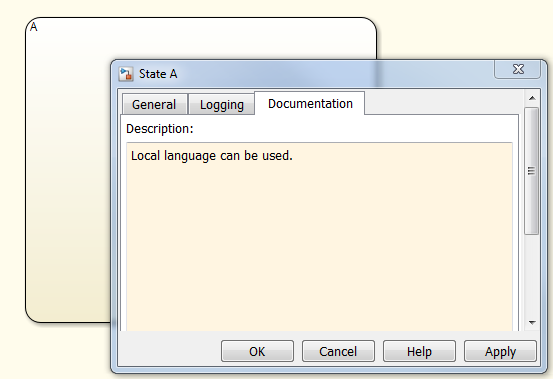 A
State A
General Logging Documentation
Description:
Local language can be used.
OK Cancel Help Apply